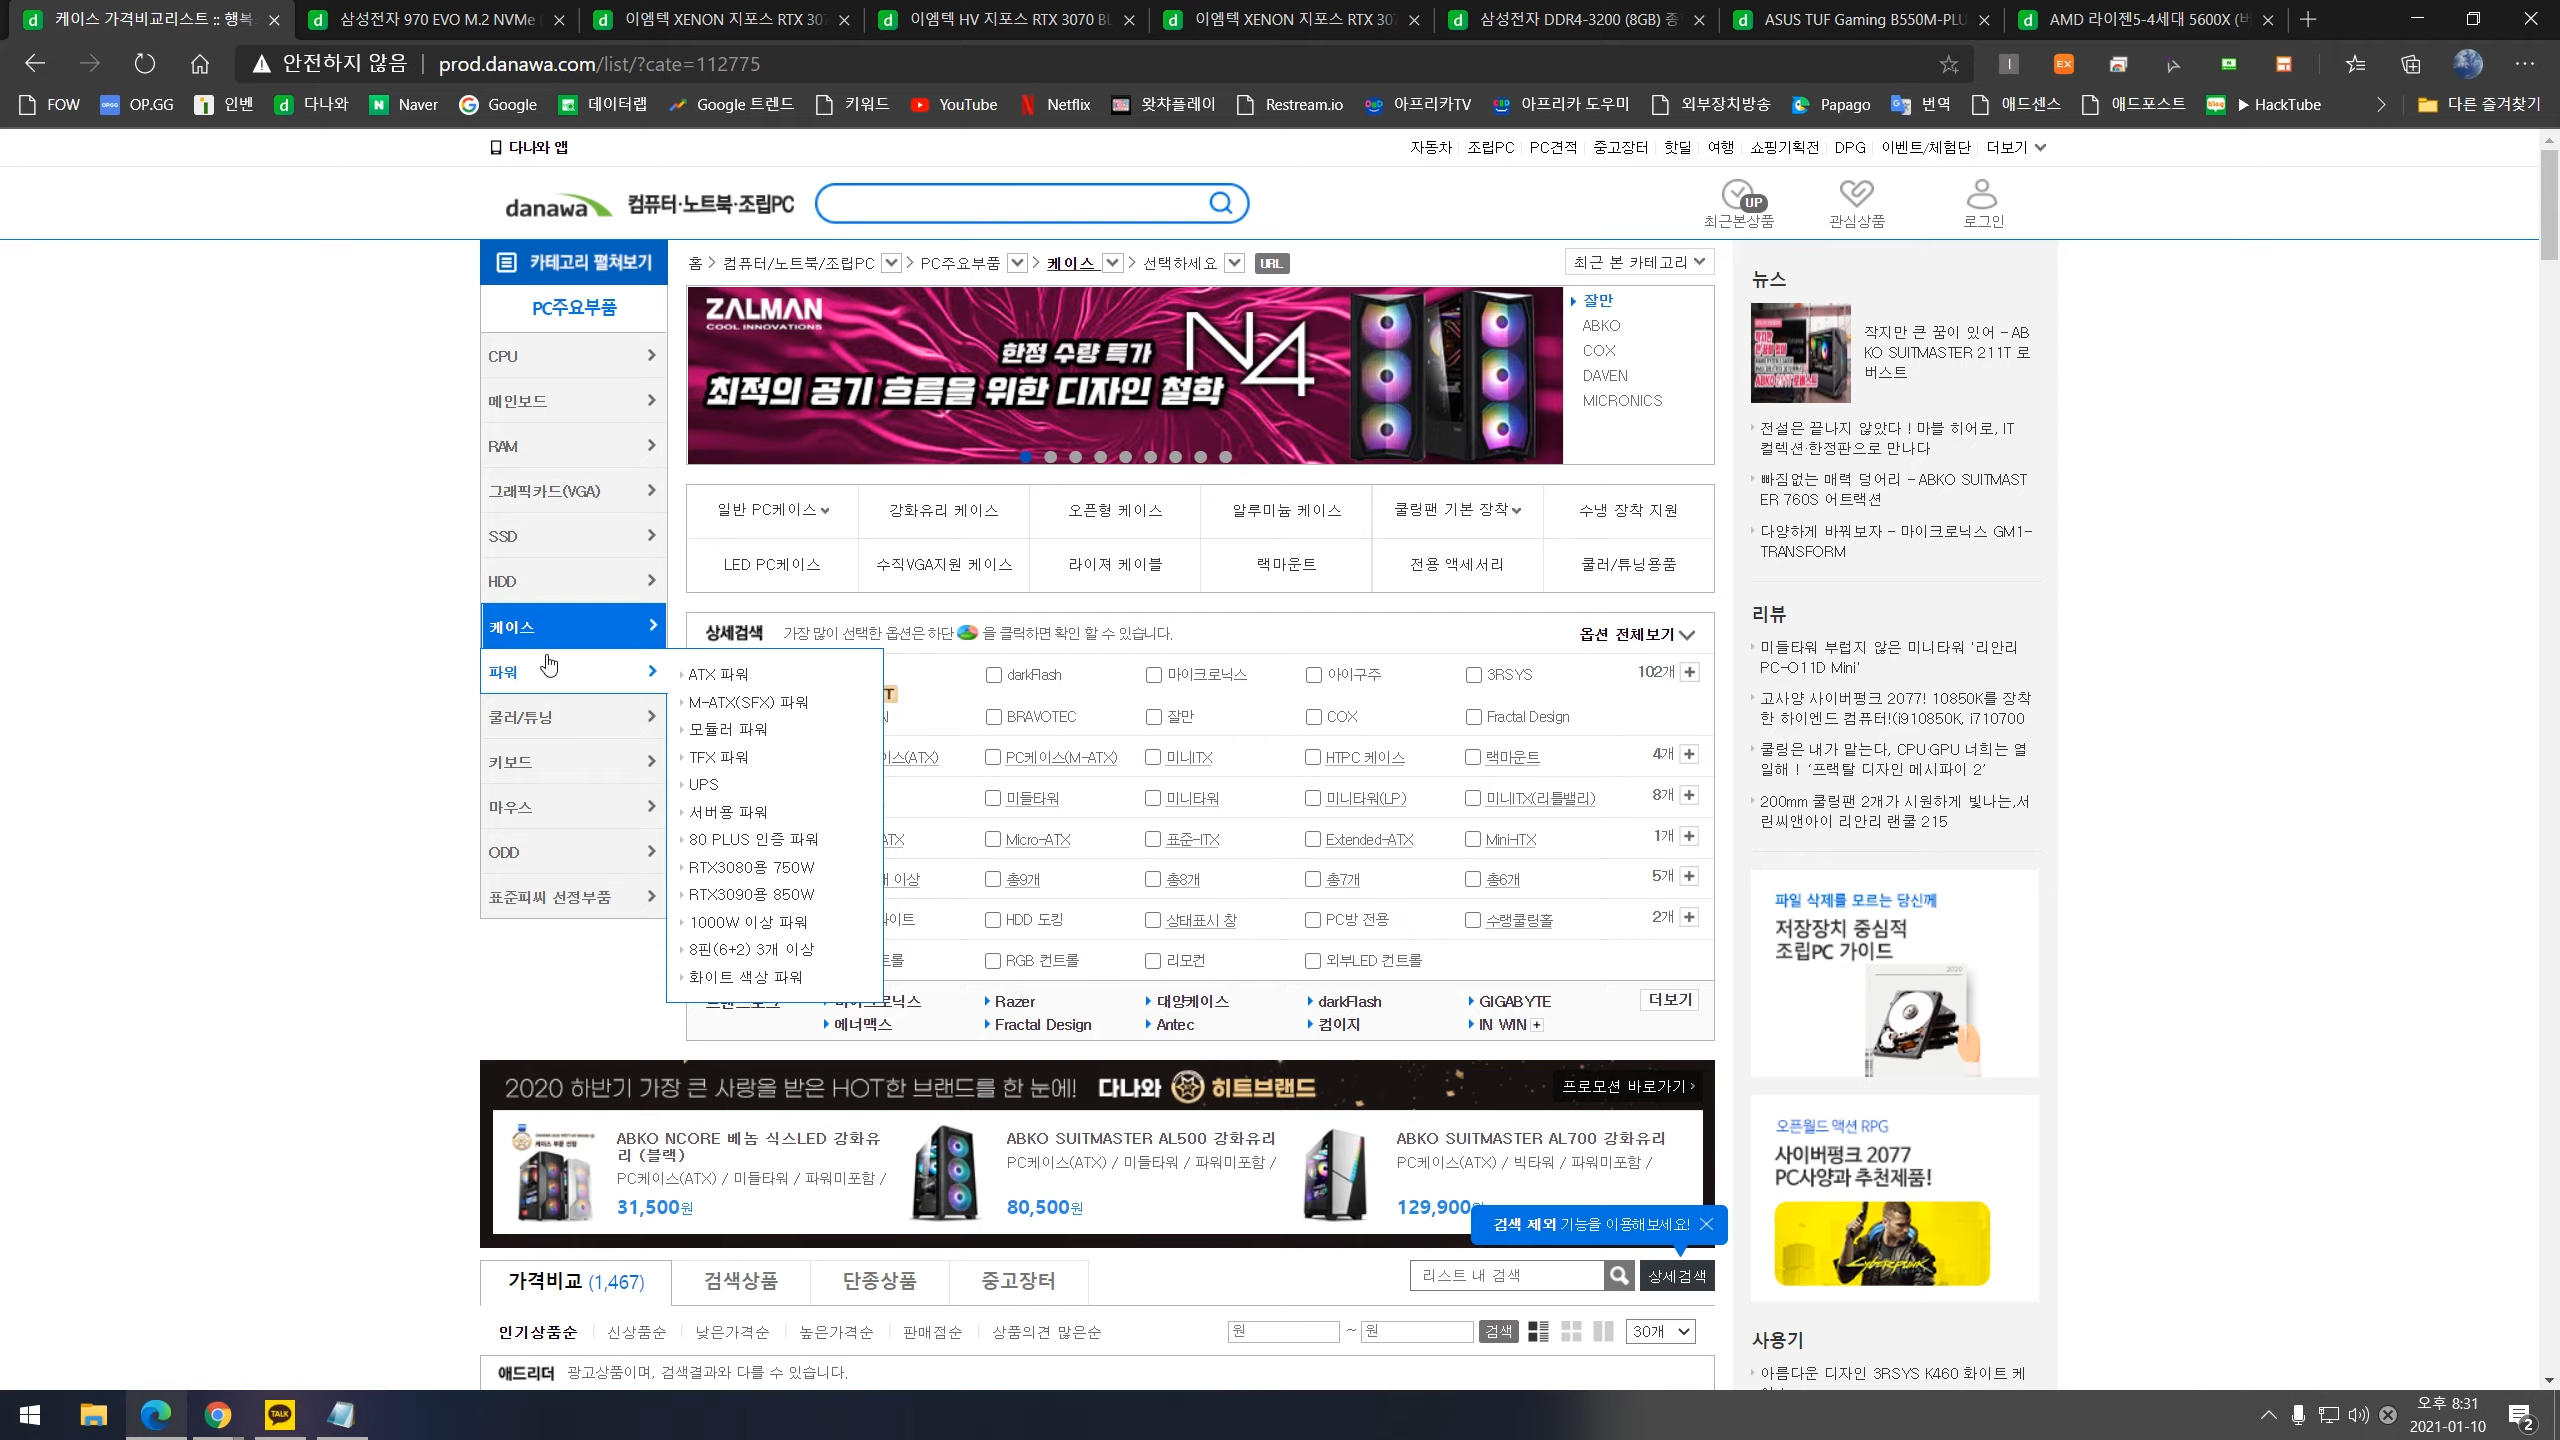 케이스 가격비교리스트 :: 행복
삼성전자 970 EVO M.2 NVMe
이엠텍 XENON 지포스 RTX 307
이엠텍 HV 지포스 RTX 3070 BL
이엠텍 XENON 지포스 RTX 307
삼성전자 DDR4-3200 (8GB) 종
ASUS TUF Gaming B550M-PLU
AMD 라이젠5-4세대 5600X (버
안전하지 않음 | prod.danawa.com/list/?cate=112775
FOW
OP.GG
인벤
다나와
Naver
Google
데이터랩
Google 트렌드
키워드
YouTube
Netflix
왓챠플레이
Restream.io
아프리카TV
아프리카 도우미
외부장치방송
Papago
번역
애드센스
애드포스트
▶ HackTube
다른 즐겨찾기
다나와 앱
자동차 조립PC PC견적 중고장터 핫딜 여행 쇼핑기획전 DPG 이벤트/체험단 더보기
danawa 컴퓨터·노트북·조립PC
UP
최근본상품
관심상품
로그인
카테고리 펼쳐보기
홈 > 컴퓨터/노트북/조립PC > PC주요부품 > 케이스 > 선택하세요 URL
최근 본 카테고리
PC주요부품
CPU
메인보드
RAM
그래픽카드(VGA)
SSD
HDD
케이스
파워
쿨러/튜닝
키보드
마우스
ODD
표준피씨 선정부품
ATX 파워
M-ATX(SFX) 파워
모듈러 파워
TFX 파워
UPS
서버용 파워
80 PLUS 인증 파워
RTX3080용 750W
RTX3090용 850W
1000W 이상 파워
8핀(6+2) 3개 이상
화이트 색상 파워
ZALMAN
COOL INNOVATIONS
한정 수량 특가
최적의 공기 흐름을 위한 디자인 철학
N4
잘만
ABKO
COX
DAVEN
MICRONICS
일반 PC케이스 강화유리 케이스 오픈형 케이스 알루미늄 케이스 쿨링팬 기본 장착 수냉 장착 지원
LED PC케이스 수직VGA지원 케이스 라이져 케이블 랙마운트 전용 액세서리 쿨러/튜닝용품
상세검색 가장 많이 선택한 옵션은 하단 을 클릭하면 확인 할 수 있습니다.
옵션 전체보기
darkFlash 마이크로닉스 아이구주 3RSYS 102개
BRAVOTEC 잘만 COX Fractal Design
이스(ATX) PC케이스(M-ATX) 미니ITX HTPC 케이스 랙마운트 4개
미들타워 미니타워 미니타워(LP) 미니ITX(리틀밸리) 8개
ATX Micro-ATX 표준-ITX Extended-ATX Mini-ITX 1개
개 이상 총9개 총8개 총7개 총6개 5개
화이트 HDD 도킹 상태표시 창 PC방 전용 수랭쿨링홀 2개
트롤 RGB 컨트롤 리모컨 외부LED 컨트롤
Razer 대양케이스 darkFlash GIGABYTE 더보기
에너맥스 Fractal Design Antec 컴이지 IN WIN
2020 하반기 가장 큰 사랑을 받은 HOT한 브랜드를 한 눈에! 다나와 히트브랜드
프로모션 바로가기
ABKO NCORE 베놈 식스LED 강화유리 (블랙)
PC케이스(ATX) / 미들타워 / 파워미포함 /
31,500원
ABKO SUITMASTER AL500 강화유리
PC케이스(ATX) / 미들타워 / 파워미포함 /
80,500원
ABKO SUITMASTER AL700 강화유리
PC케이스(ATX) / 빅타워 / 파워미포함 /
129,900원
검색 제외 기능을 이용해보세요!
가격비교 (1,467) 검색상품 단종상품 중고장터
리스트 내 검색 상세검색
인기상품순 신상품순 낮은가격순 높은가격순 판매점순 상품의견 많은순
원 ~ 원 검색 30개
애드리더 광고상품이며, 검색결과와 다를 수 있습니다.
뉴스
작지만 큰 꿈이 있어 - AB
KO SUITMASTER 211T 로
버스트
전설은 끝나지 않았다 ! 마블 히어로, IT
컬렉션·한정판으로 만나다
빠짐없는 매력 덩어리 - ABKO SUITMAST
ER 760S 어트랙션
다양하게 바꿔보자 - 마이크로닉스 GM1-
TRANSFORM
리뷰
미들타워 부럽지 않은 미니타워 '리안리
PC-O11D Mini'
고사양 사이버펑크 2077! 10850K를 장착
한 하이엔드 컴퓨터!(i910850K, i710700
쿨링은 내가 맡는다, CPU·GPU 너희는 열
일해 ! ‘프랙탈 디자인 메시파이 2’
200mm 쿨링팬 2개가 시원하게 빛나는,서
린씨앤아이 리안리 랜쿨 215
파일 삭제를 모르는 당신께
저장장치 중심적
조립PC 가이드
2020
오픈월드 액션 RPG
사이버펑크 2077
PC사양과 추천제품!
사용기
아름다운 디자인 3RSYS K460 화이트 케
오후 8:31
2021-01-10
2